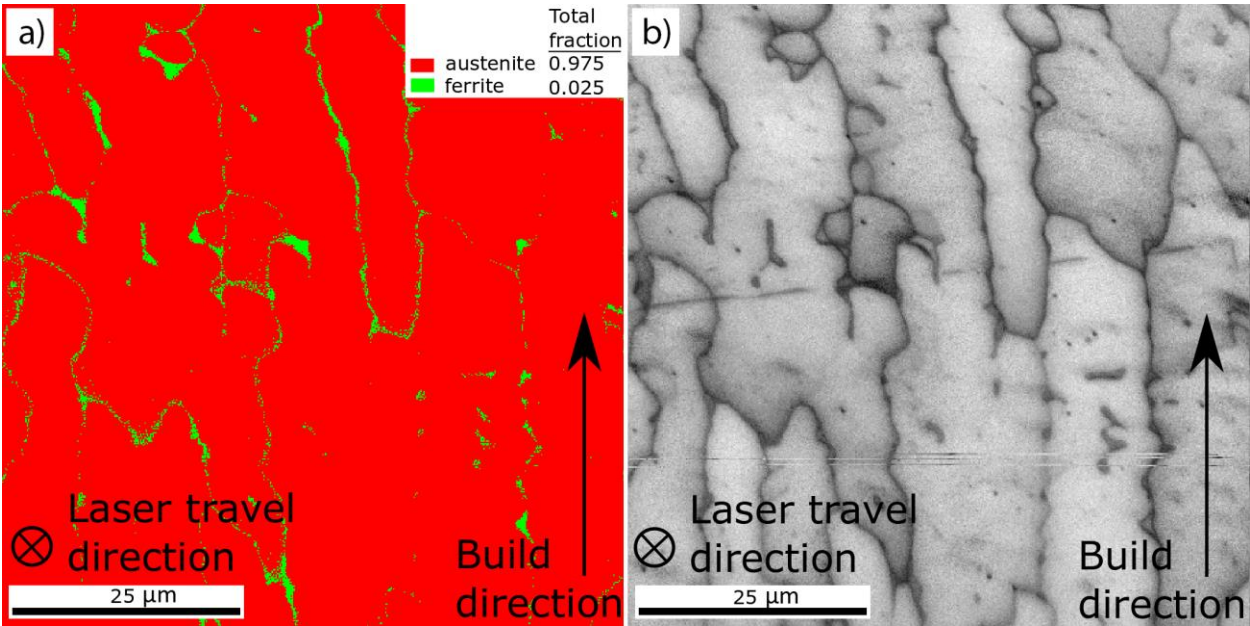 a)
Total
fraction
austenite 0.975
ferrite 0.025
Laser travel
direction
Build
direction
25 µm
b)
Laser travel
direction
Build
direction
25 µm